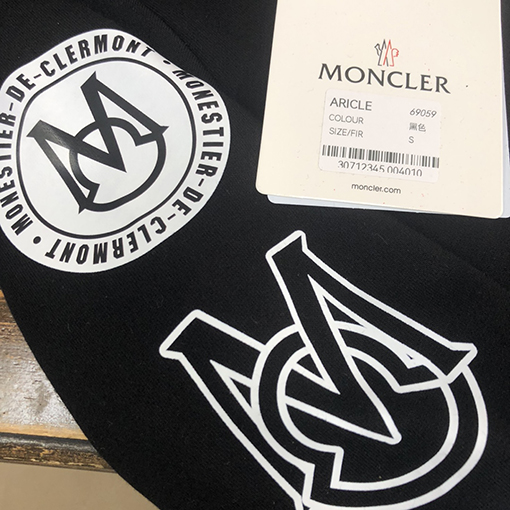 MONESTIER-DE-CLERMONT • MONESTIER-DE-CLERMONT •
M
MONCLER
ARICLE 69059
COLOUR 黑色
SIZE/FIR S
30712345 004010
moncler.com
M